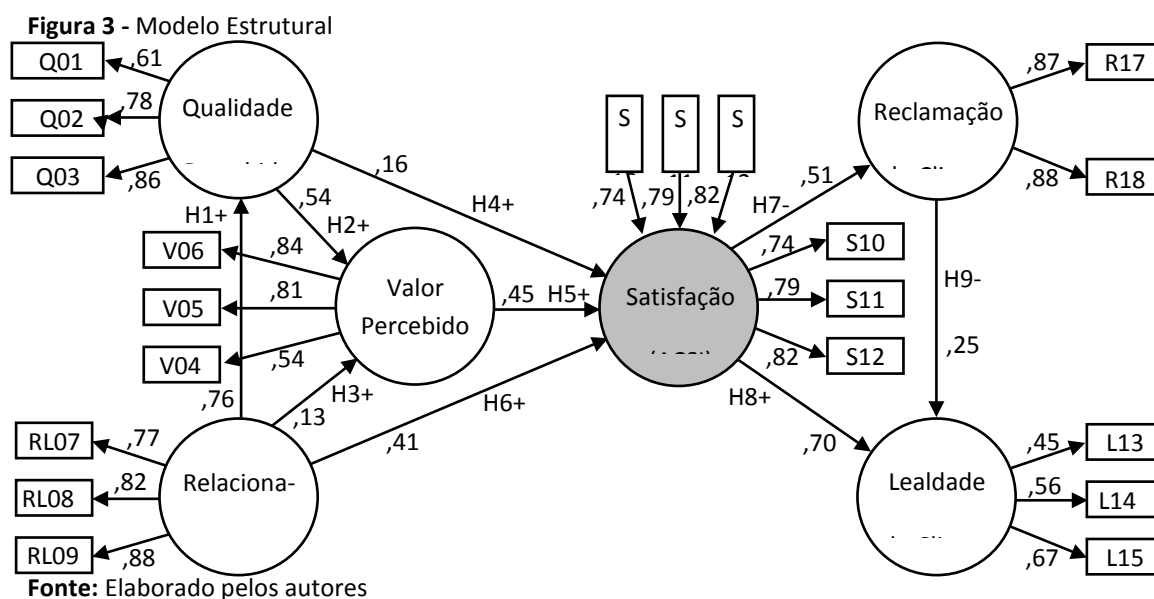 Figura 3 - Modelo Estrutural
Q01
,61
Q02
,78
Q03
,86
Qualidade
,16
H4+
,54
H2+
H1+
V06
,84
V05
,81
V04
,54
Valor
Percebido
,45
H5+
,76
,13
H3+
H6+
,41
RL07
,77
RL08
,82
RL09
,88
Relaciona-
S
S
S
,74
,79
,82
Satisfação
H7-
,51
,74
S10
,79
S11
,82
S12
H8+
,70
Reclamação
,87
R17
,88
R18
H9-
,25
Lealdade
,45
L13
,56
L14
,67
L15
Fonte: Elaborado pelos autores